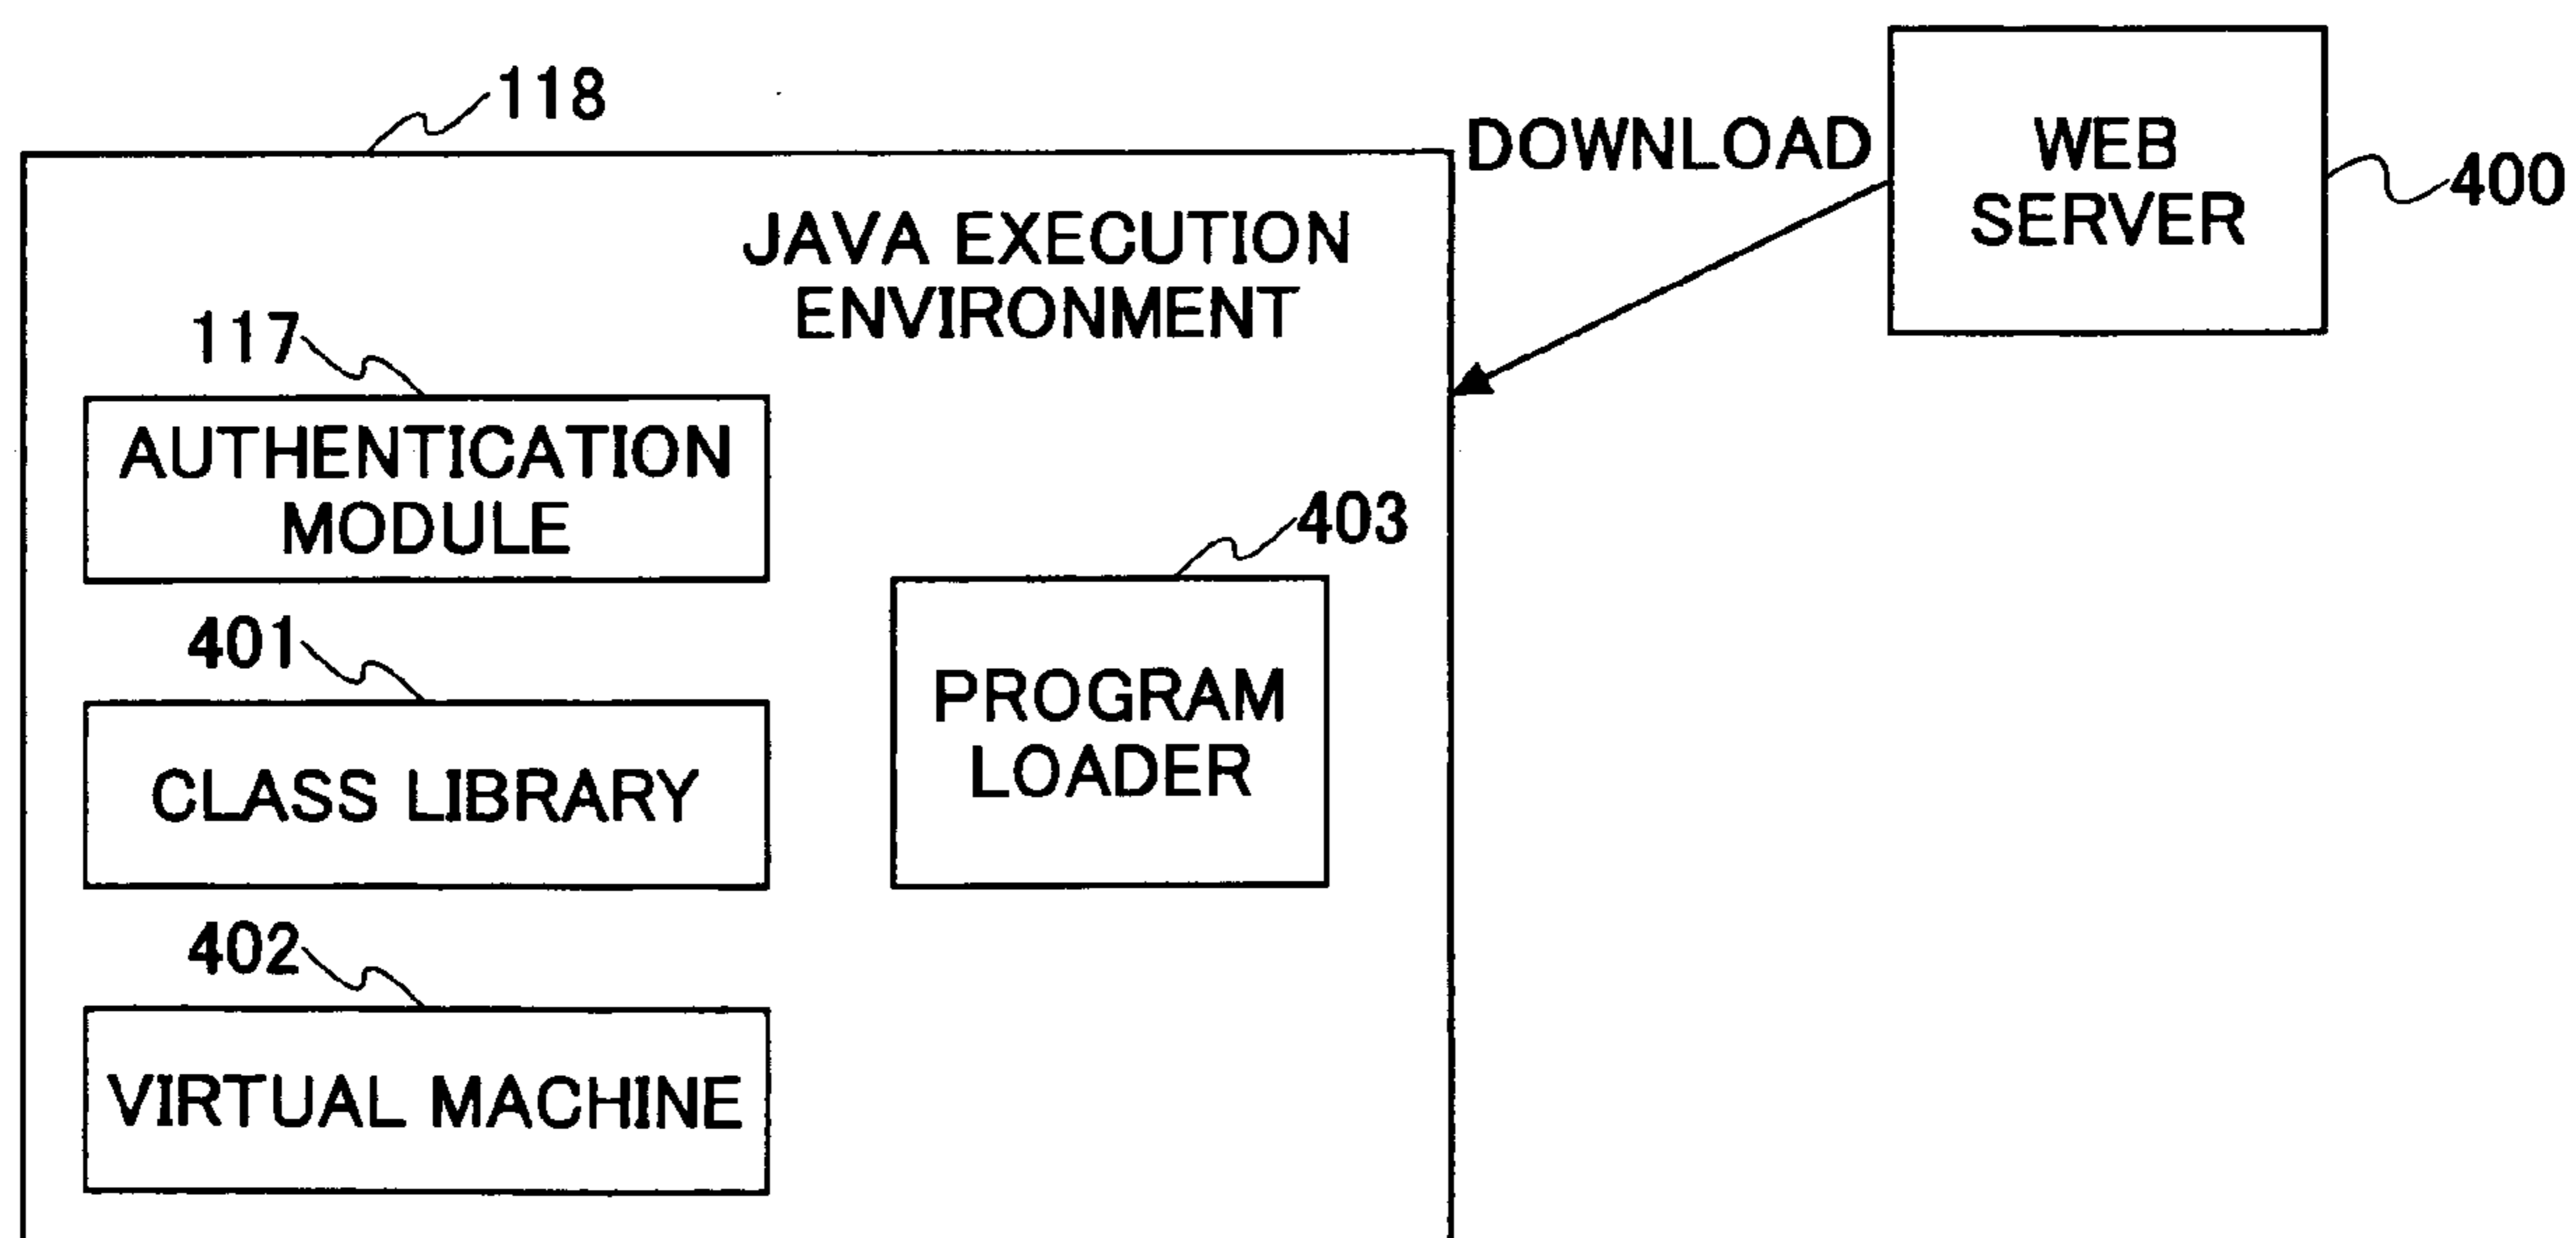 118
DOWNLOAD
WEB
SERVER
400
JAVA EXECUTION
ENVIRONMENT
117
AUTHENTICATION
MODULE
403
PROGRAM
LOADER
401
CLASS LIBRARY
402
VIRTUAL MACHINE